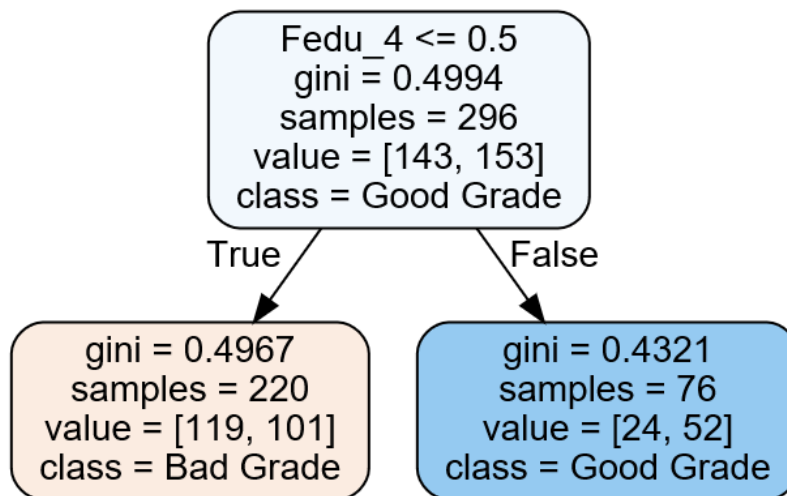 Fedu_4 <= 0.5
gini = 0.4994
samples = 296
value = [143, 153]
class = Good Grade
True
False
gini = 0.4967
samples = 220
value = [119, 101]
class = Bad Grade
gini = 0.4321
samples = 76
value = [24, 52]
class = Good Grade